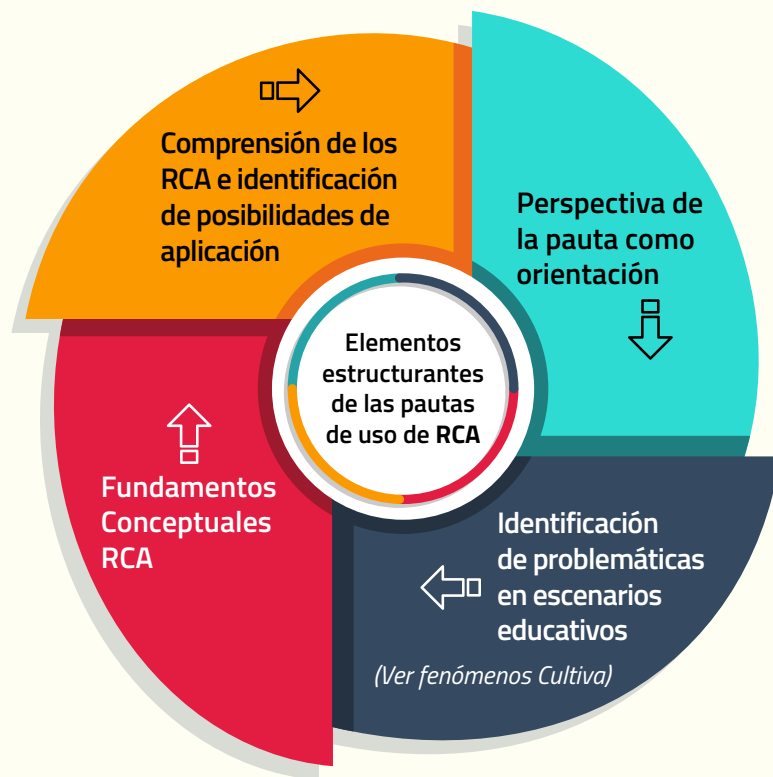 Comprensión de los
RCA e identificación
de posibilidades de
aplicación
Perspectiva de
la pauta como
orientación
Elementos
estructurantes
de las pautas
de uso de RCA
Fundamentos
Conceptuales
RCA
Identificación
de problemáticas
en escenarios
educativos
(Ver fenómenos Cultiva)